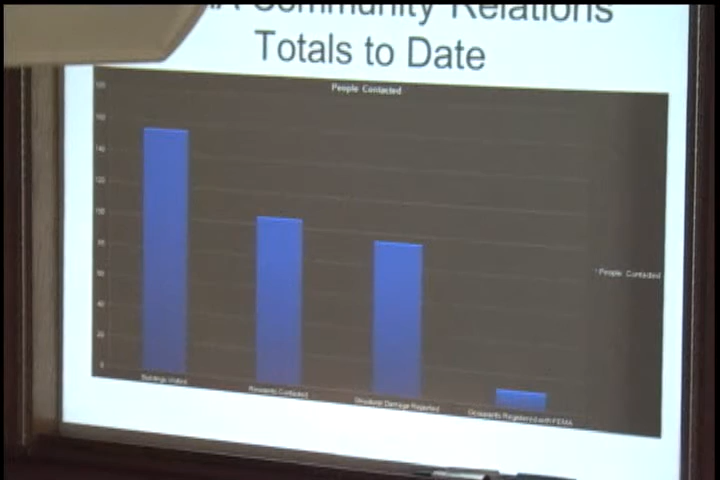 Community Relations
Totals to Date
People Contacted
180
160
140
120
100
80
60
40
20
0
People Contacted
Buildings Visited
Residents Contacted
Structural Damage Reported
Occupants Registered with FEMA